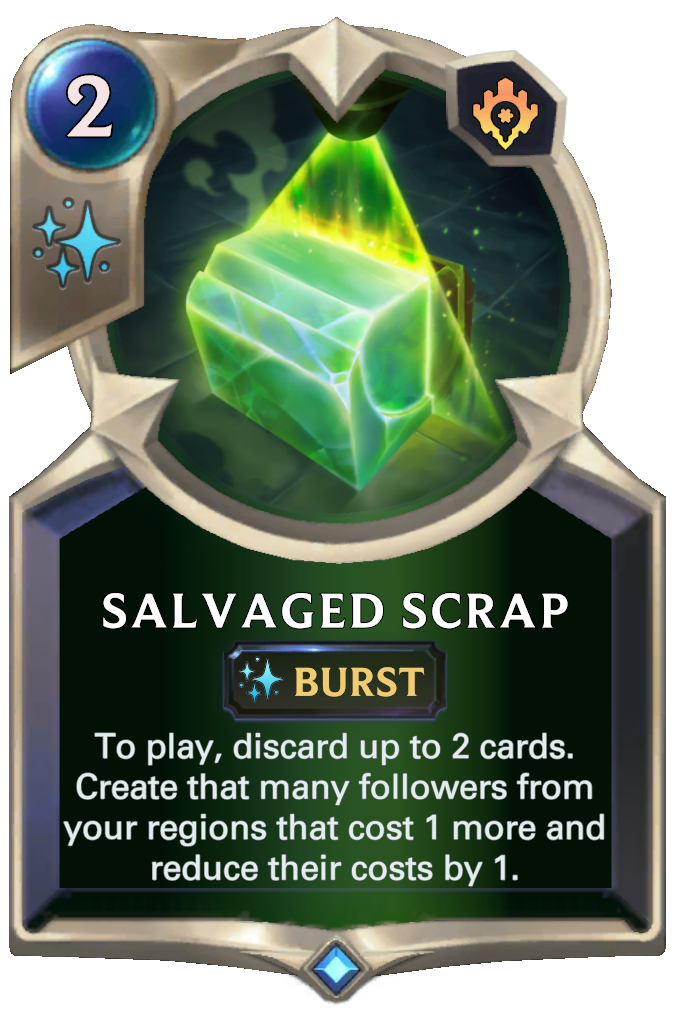 2
SALVAGED SCRAP
BURST
To play, discard up to 2 cards.
Create that many followers from
your regions that cost 1 more and
reduce their costs by 1.